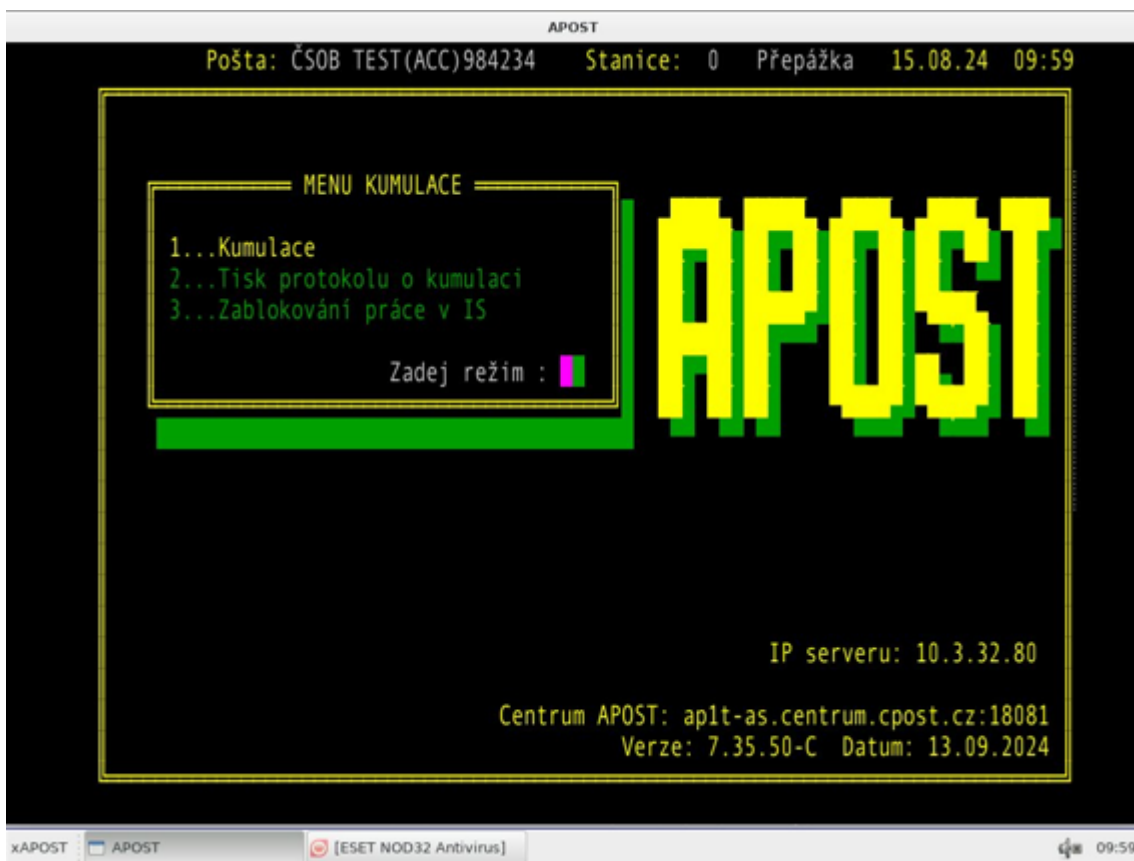 APOST
Pošta: ČSOB TEST(ACC)984234 Stanice: 0 Přepážka 15.08.24 09:59
MENU KUMULACE
1...Kumulace
2...Tisk protokolu o kumulaci
3...Zablokování práce v IS
Zadej režim :
APOST
IP serveru: 10.3.32.80
Centrum APOST: ap1t-as.centrum.cpost.cz:18081
Verze: 7.35.50-C Datum: 13.09.2024
xAPOST APOST [ESET NOD32 Antivirus] 09:59